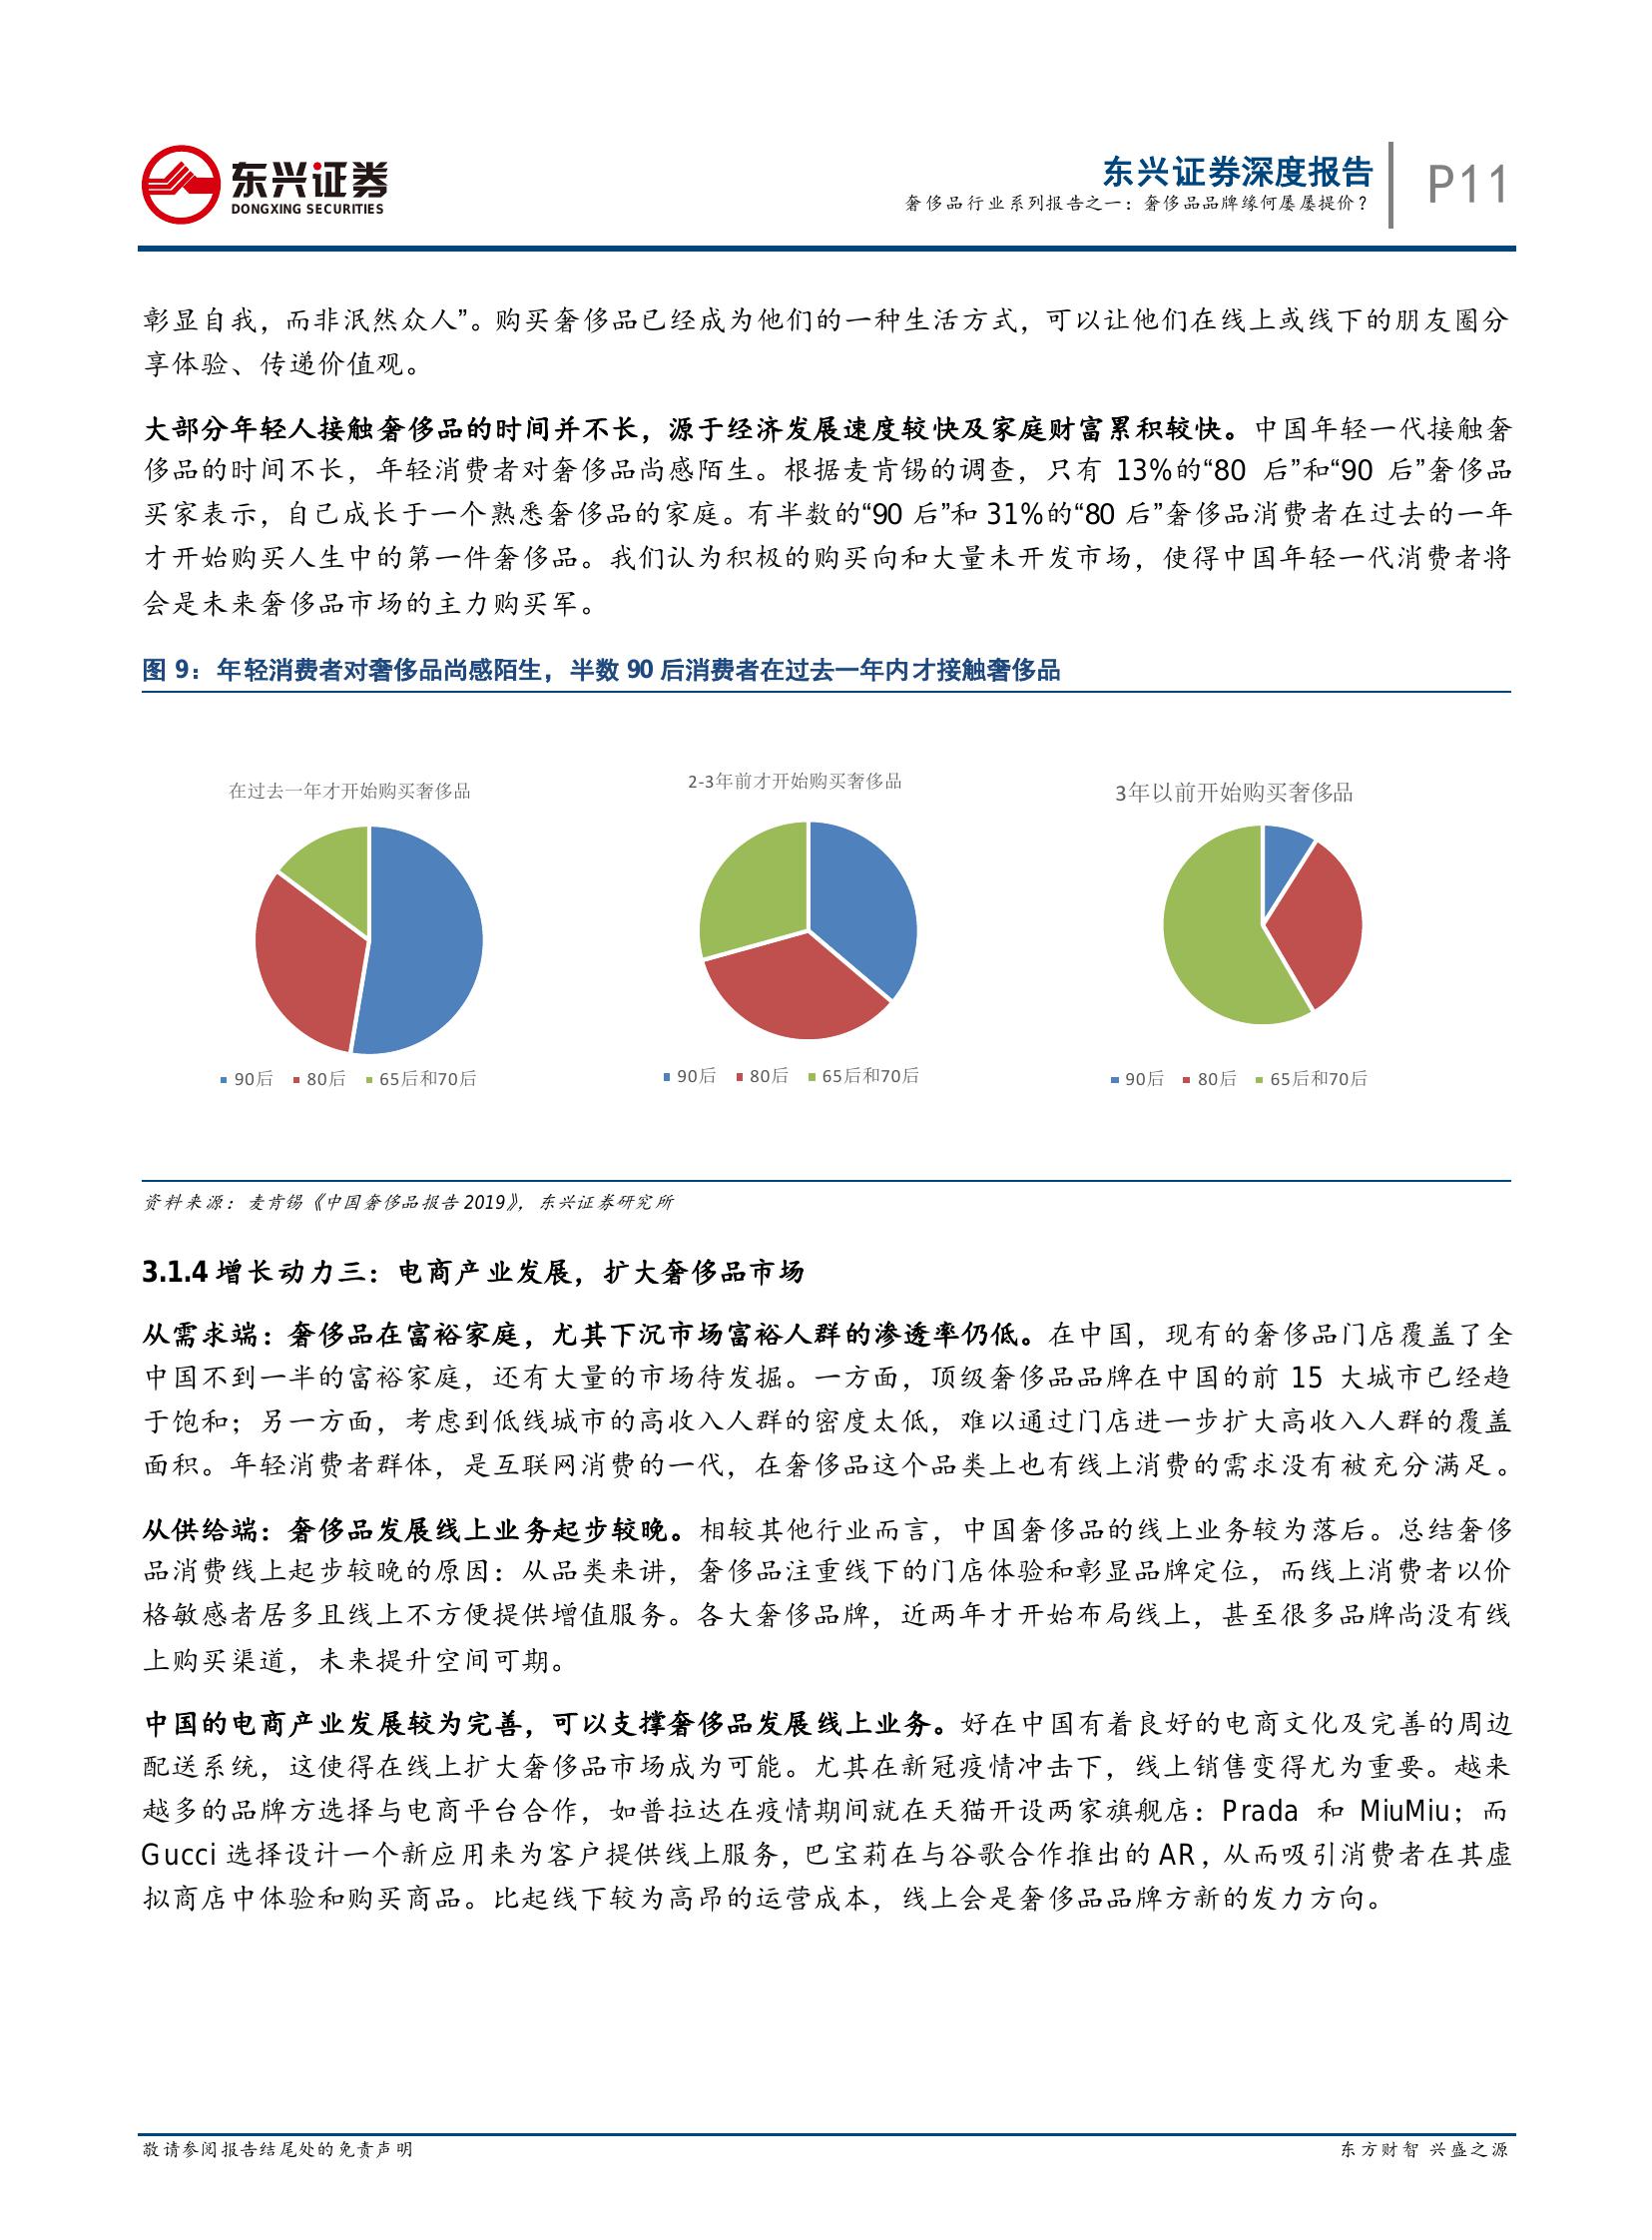 东兴证券
DONGXING SECURITIES
东兴证券深度报告
奢侈品行业系列报告之一：奢侈品品牌缘何屡屡提价？
P11
彰显自我，而非泯然众人”。购买奢侈品已经成为他们的一种生活方式，可以让他们在线上或线下的朋友圈分
享体验、传递价值观。
大部分年轻人接触奢侈品的时间并不长，源于经济发展速度较快及家庭财富累积较快。中国年轻一代接触奢
侈品的时间不长，年轻消费者对奢侈品尚感陌生。根据麦肯锡的调查，只有 13%的“80 后”和“90 后”奢侈品
买家表示，自己成长于一个熟悉奢侈品的家庭。有半数的“90 后”和 31%的“80 后”奢侈品消费者在过去的一年
才开始购买人生中的第一件奢侈品。我们认为积极的购买向和大量未开发市场，使得中国年轻一代消费者将
会是未来奢侈品市场的主力购买军。
图 9：年轻消费者对奢侈品尚感陌生，半数 90 后消费者在过去一年内才接触奢侈品
在过去一年才开始购买奢侈品
90后 80后 65后和70后
2-3年前才开始购买奢侈品
90后 80后 65后和70后
3年以前开始购买奢侈品
90后 80后 65后和70后
资料来源：麦肯锡《中国奢侈品报告 2019》，东兴证券研究所
3.1.4 增长动力三：电商产业发展，扩大奢侈品市场
从需求端：奢侈品在富裕家庭，尤其下沉市场富裕人群的渗透率仍低。在中国，现有的奢侈品门店覆盖了全
中国不到一半的富裕家庭，还有大量的市场待发掘。一方面，顶级奢侈品品牌在中国的前 15 大城市已经趋
于饱和；另一方面，考虑到低线城市的高收入人群的密度太低，难以通过门店进一步扩大高收入人群的覆盖
面积。年轻消费者群体，是互联网消费的一代，在奢侈品这个品类上也有线上消费的需求没有被充分满足。
从供给端：奢侈品发展线上业务起步较晚。相较其他行业而言，中国奢侈品的线上业务较为落后。总结奢侈
品消费线上起步较晚的原因：从品类来讲，奢侈品注重线下的门店体验和彰显品牌定位，而线上消费者以价
格敏感者居多且线上不方便提供增值服务。各大奢侈品牌，近两年才开始布局线上，甚至很多品牌尚没有线
上购买渠道，未来提升空间可期。
中国的电商产业发展较为完善，可以支撑奢侈品发展线上业务。好在中国有着良好的电商文化及完善的周边
配送系统，这使得在线上扩大奢侈品市场成为可能。尤其在新冠疫情冲击下，线上销售变得尤为重要。越来
越多的品牌方选择与电商平台合作，如普拉达在疫情期间就在天猫开设两家旗舰店：Prada 和 MiuMiu；而
Gucci 选择设计一个新应用来为客户提供线上服务，巴宝莉在与谷歌合作推出的 AR，从而吸引消费者在其虚
拟商店中体验和购买商品。比起线下较为高昂的运营成本，线上会是奢侈品品牌方新的发力方向。
敬请参阅报告结尾处的免责声明
东方财智 兴盛之源